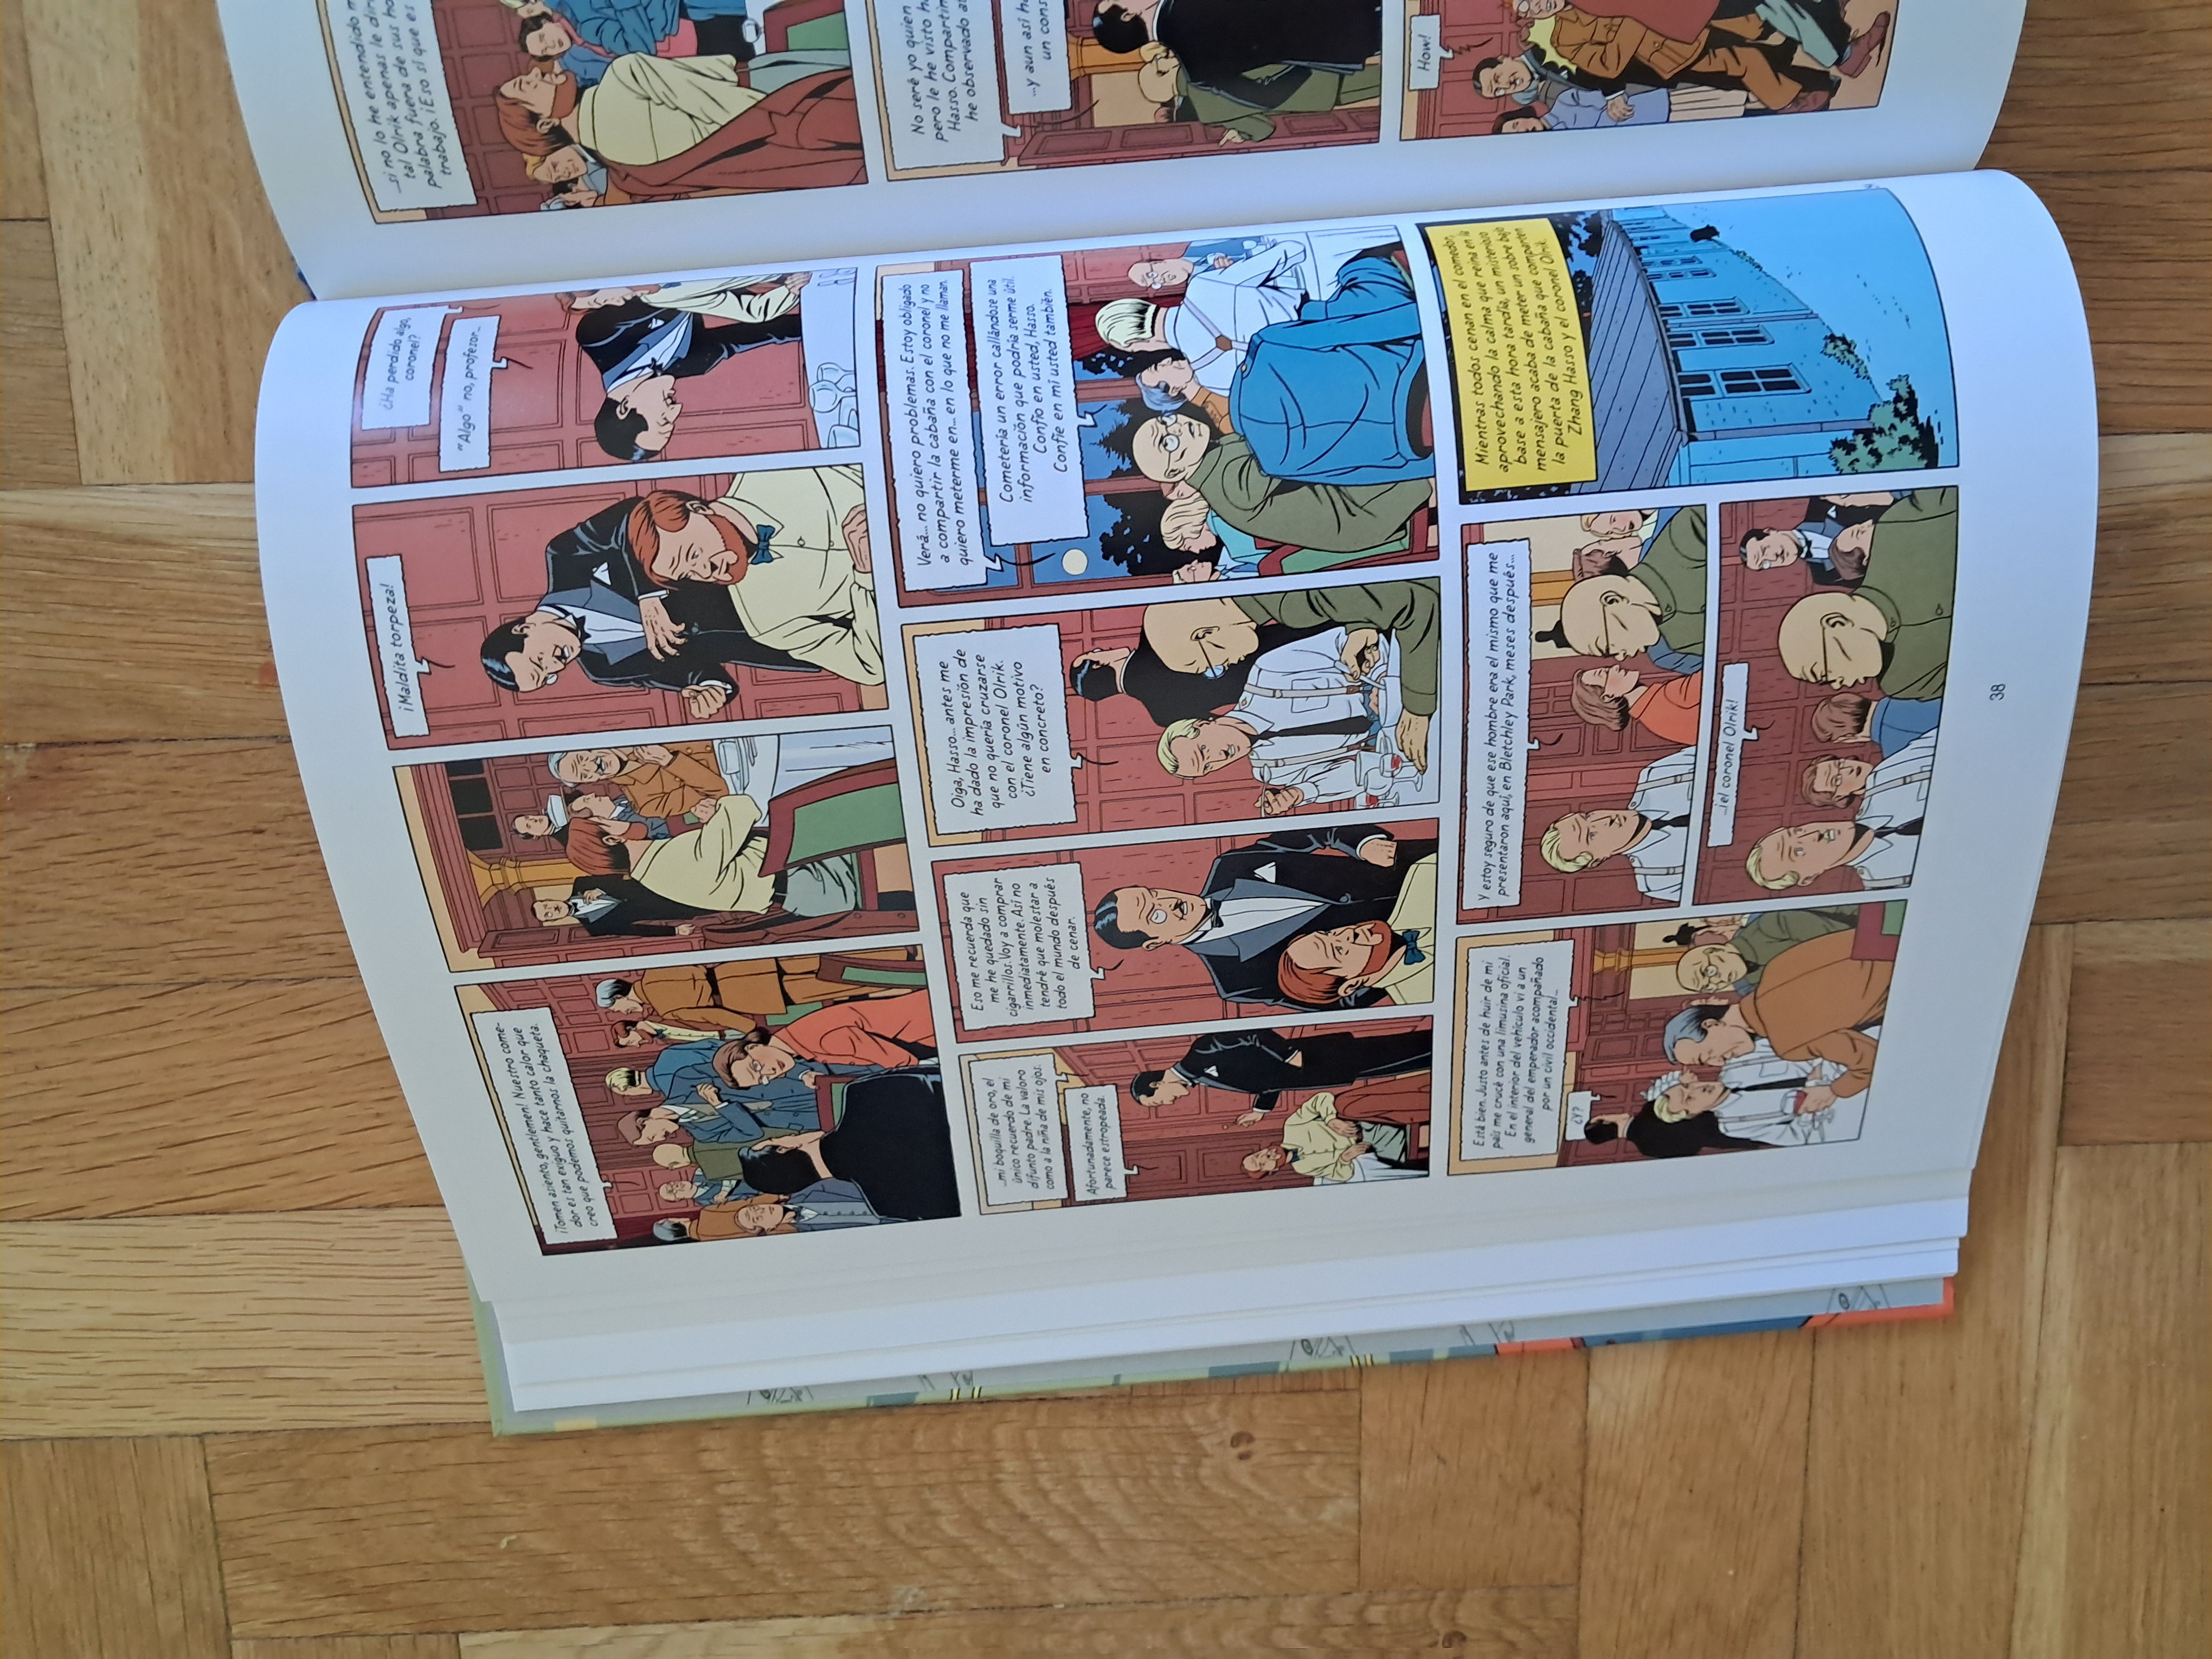 ¡Tomen asiento, gentlemen! Nuestro come-
dor es tan exiguo y hace tanto calor que
creo que podemos quitarnos la chaqueta.
¡Maldita torpeza!
¿Ha perdido algo,
coronel?
"Algo" no, profesor...
...mi boquilla de oro, el
único recuerdo de mi
difunto padre. La valoro
como a la niña de mis ojos.
Afortunadamente, no
parece estropeada.
Eso me recuerda que
me he quedado sin
cigarrillos. Voy a comprar
inmediatamente. Así no
tendré que molestar a
todo el mundo después
de cenar.
Oiga, Hasso... antes me
ha dado la impresión de
que no quería cruzarse
con el coronel Olrik.
¿Tiene algún motivo
en concreto?
Verá... no quiero problemas. Estoy obligado
a compartir la cabaña con el coronel y no
quiero meterme en... en lo que no me llaman.
Cometería un error callándose una
información que podría serme útil.
Confío en usted, Hasso.
Confíe en mí usted también.
Está bien. Justo antes de huir de mi
país me crucé con una limusina oficial.
En el interior del vehículo vi a un
general del emperador acompañado
por un civil occidental...
¿Y?
Y estoy seguro de que ese hombre era el mismo que me
presentaron aquí, en Bletchley Park, meses después...
...¡el coronel Olrik!
Mientras todos cenan en el comedor,
aprovechando la calma que reina en la
base a esta hora tardía, un misterioso
mensajero acaba de meter un sobre bajo
la puerta de la cabaña que comparten
Zhang Hasso y el coronel Olrik.
38
...si no lo he entendido
tal Olrik apenas le
palabra fuera de sus
trabajo. ¡Eso sí que es
No seré yo quien
pero le he visto
Hasso.
he observado
...y aun así
un
How!